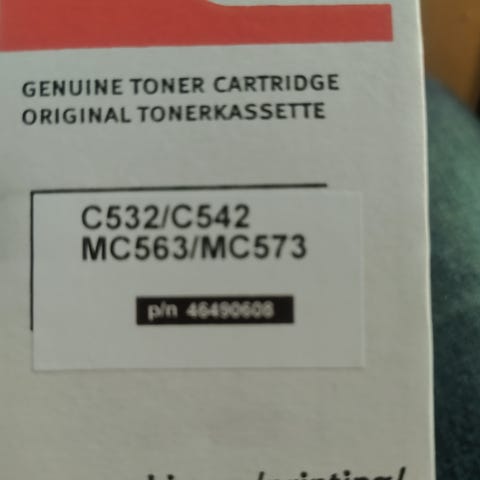 GENUINE TONER CARTRIDGE
ORIGINAL TONERKASSETTE
C532/C542
MC563/MC573
p/n 46490608